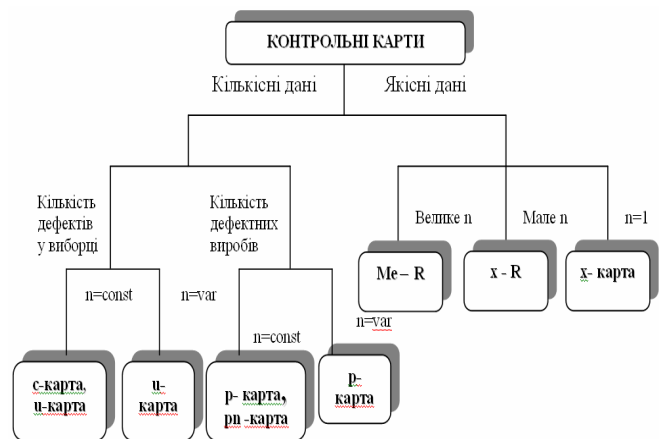 КОНТРОЛЬНІ КАРТИ
Кількісні дані
Якісні дані
Кількість
дефектів
у виборці
Кількість
дефектних
виробів
Велике n
Мале n
n=1
Me – R
x - R
x- карта
n=const
n=var
n=const
n=var
c-карта,
u-карта
u-
карта
p- карта,
pn -карта
p-
карта